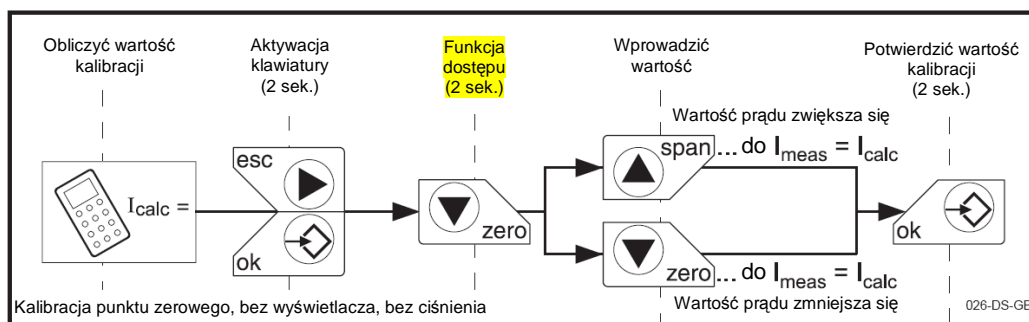 Obliczyć wartość
kalibracji
Aktywacja
klawiatury
(2 sek.)
Funkcja
dostępu
(2 sek.)
Wprowadzić
wartość
Potwierdzić wartość
kalibracji
(2 sek.)
Wartość prądu zwiększa się
esc
span ... do Imeas = Icalc
Icalc =
zero
ok
ok
zero ... do Imeas = Icalc
Kalibracja punktu zerowego, bez wyświetlacza, bez ciśnienia
Wartość prądu zmniejsza się
026-DS-GB